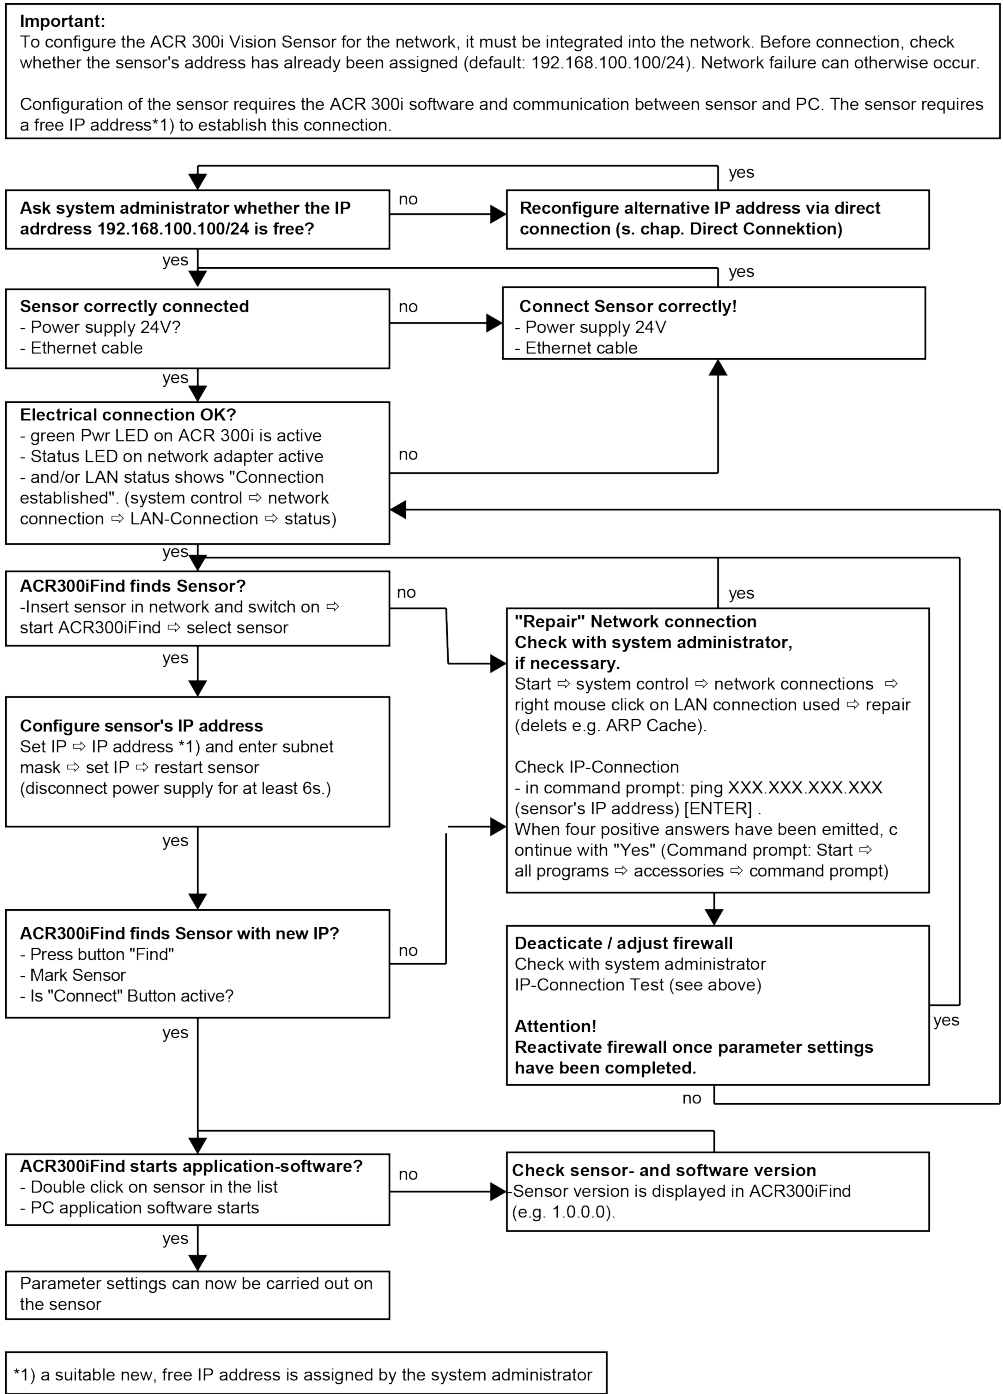 Important:
To configure the ACR 300i Vision Sensor for the network, it must be integrated into the network. Before connection, check
whether the sensor's address has already been assigned (default: 192.168.100.100/24). Network failure can otherwise occur.
Configuration of the sensor requires the ACR 300i software and communication between sensor and PC. The sensor requires
a free IP address*1) to establish this connection.
yes
Ask system administrator whether the IP
adrdress 192.168.100.100/24 is free?
no
Reconfigure alternative IP address via direct
connection (s. chap. Direct Connektion)
yes
yes
Sensor correctly connected
- Power supply 24V?
- Ethernet cable
no
Connect Sensor correctly!
- Power supply 24V
- Ethernet cable
yes
Electrical connection OK?
- green Pwr LED on ACR 300i is active
- Status LED on network adapter active
- and/or LAN status shows "Connection
established". (system control ⇨ network
connection ⇨ LAN-Connection ⇨ status)
no
yes
ACR300iFind finds Sensor?
-Insert sensor in network and switch on ⇨
start ACR300iFind ⇨ select sensor
no
yes
"Repair" Network connection
Check with system administrator,
if necessary.
Start ⇨ system control ⇨ network connections ⇨
right mouse click on LAN connection used ⇨ repair
(delets e.g. ARP Cache).
Check IP-Connection
- in command prompt: ping XXX.XXX.XXX.XXX
(sensor's IP address) [ENTER] .
When four positive answers have been emitted, c
ontinue with "Yes" (Command prompt: Start ⇨
all programs ⇨ accessories ⇨ command prompt)
yes
Configure sensor's IP address
Set IP ⇨ IP address *1) and enter subnet
mask ⇨ set IP ⇨ restart sensor
(disconnect power supply for at least 6s.)
yes
ACR300iFind finds Sensor with new IP?
- Press button "Find"
- Mark Sensor
- Is "Connect" Button active?
no
Deacticate / adjust firewall
Check with system administrator
IP-Connection Test (see above)
Attention!
Reactivate firewall once parameter settings
have been completed.
yes
yes
no
ACR300iFind starts application-software?
- Double click on sensor in the list
- PC application software starts
no
Check sensor- and software version
-Sensor version is displayed in ACR300iFind
(e.g. 1.0.0.0).
yes
Parameter settings can now be carried out on
the sensor
*1) a suitable new, free IP address is assigned by the system administrator